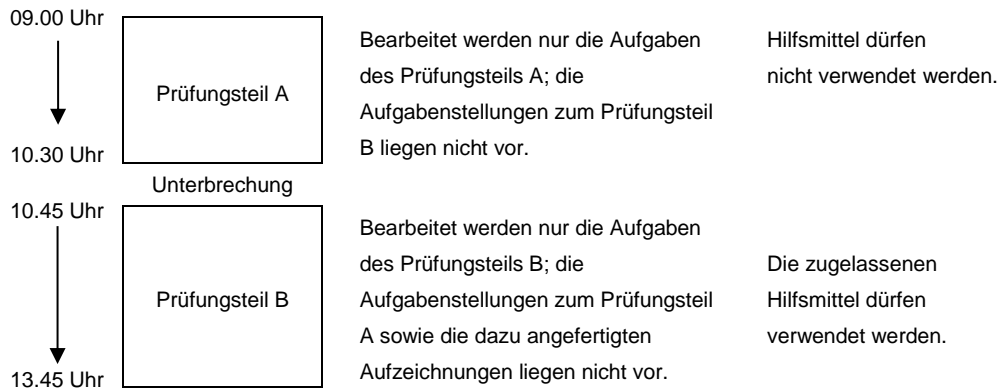 09.00 Uhr
Prüfungsteil A
Bearbeitet werden nur die Aufgaben
des Prüfungsteils A; die
Aufgabenstellungen zum Prüfungsteil
B liegen nicht vor.
Hilfsmittel dürfen
nicht verwendet werden.
10.30 Uhr
Unterbrechung
10.45 Uhr
Prüfungsteil B
Bearbeitet werden nur die Aufgaben
des Prüfungsteils B; die
Aufgabenstellungen zum Prüfungsteil
A sowie die dazu angefertigten
Aufzeichnungen liegen nicht vor.
Die zugelassenen
Hilfsmittel dürfen
verwendet werden.
13.45 Uhr